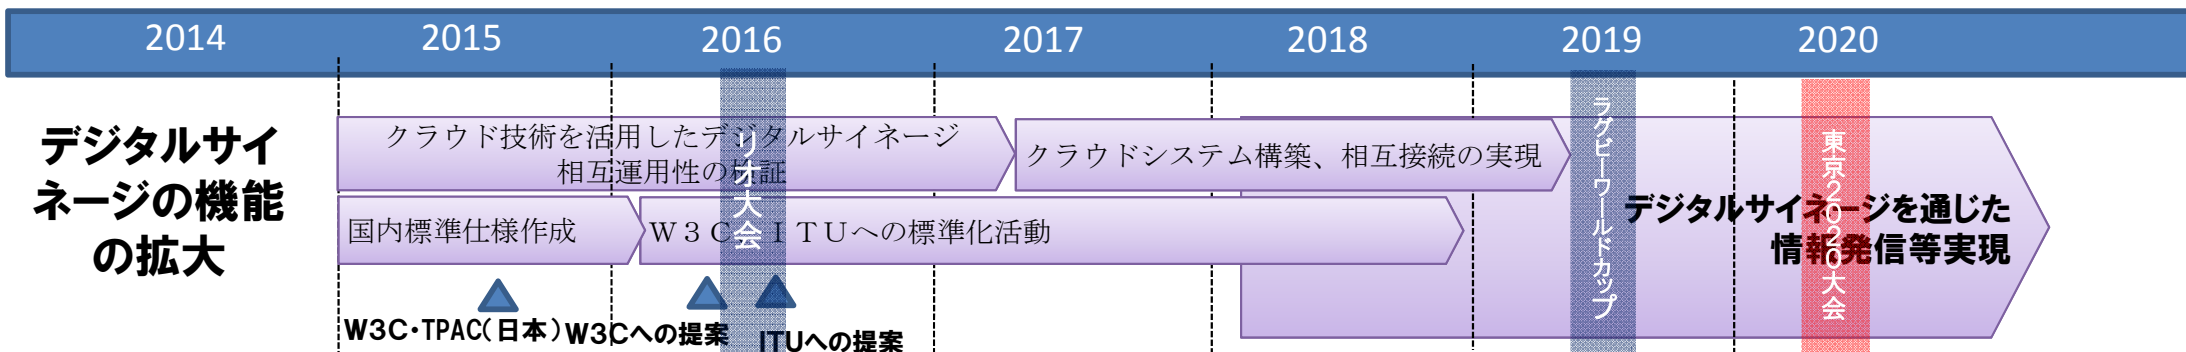 2014 2015 2016 2017 2018 2019 2020
デジタルサイ
ネージの機能
の拡大
クラウド技術を活用したデジタルサイネージ
相互運用性の検証
クラウドシステム構築、相互接続の実現
国内標準仕様作成
W3C、ITUへの標準化活動
デジタルサイネージを通じた
情報発信等実現
リオ大会
ラグビーワールドカップ
東京2020大会
W3C・TPAC(日本)
W3Cへの提案
ITUへの提案